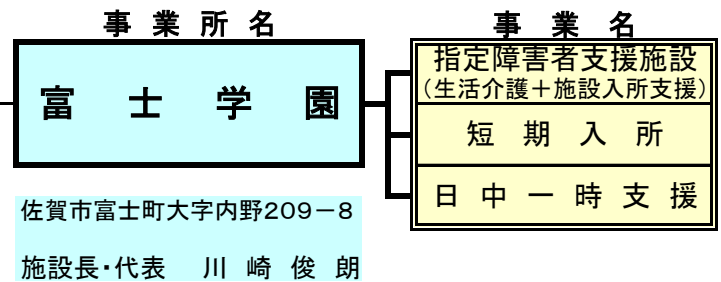 事業所名
富士学園
佐賀市富士町大字内野209－8
施設長・代表　川崎俊朗
事業名
指定障害者支援施設
（生活介護＋施設入所支援）
短期入所
日中一時支援